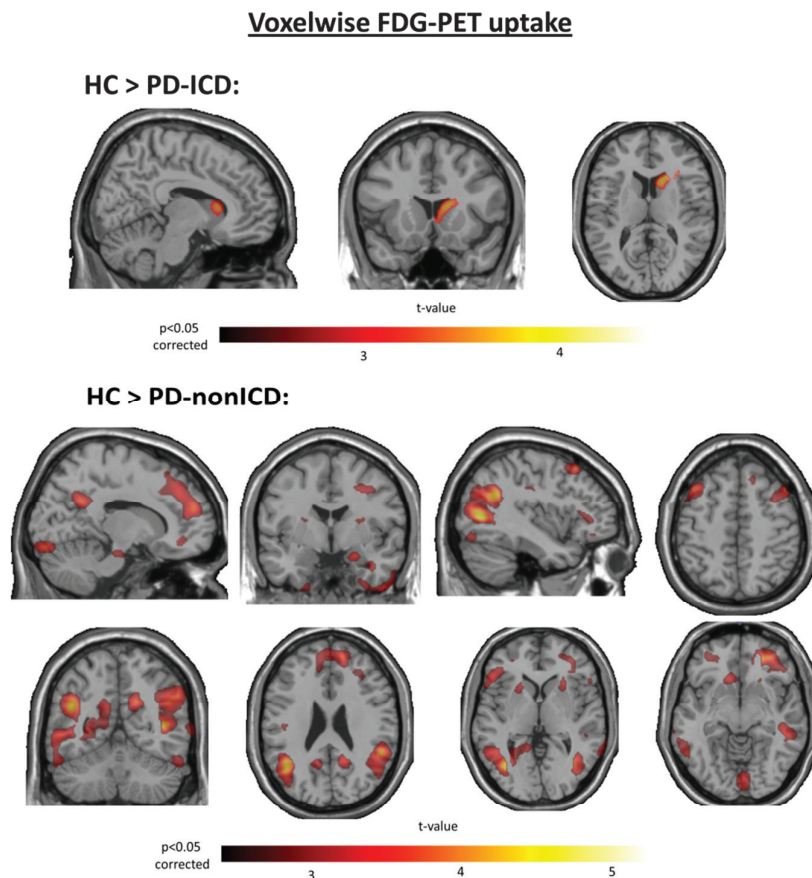 Voxelwise FDG-PET uptake
HC > PD-ICD:
t-value
p<0.05
corrected
3
4
HC > PD-nonICD:
t-value
p<0.05
corrected
3
4
5